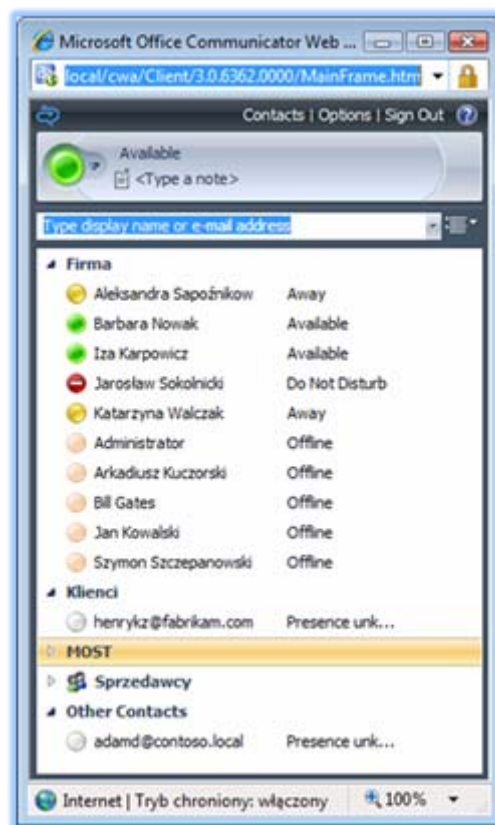 Microsoft Office Communicator Web ...
local/cwa/Client/3.0.6362.0000/MainFrame.htm
Contacts | Options | Sign Out ?
Available
<Type a note>
Type display name or e-mail address
Firma
Aleksandra Sapoźnikow Away
Barbara Nowak Available
Iza Karpowicz Available
Jarosław Sokolnicki Do Not Disturb
Katarzyna Walczak Away
Administrator Offline
Arkadiusz Kuczorski Offline
Bill Gates Offline
Jan Kowalski Offline
Szymon Szczepanowski Offline
Klienci
henrykz@fabrikam.com Presence unk...
MOST
Sprzedawcy
Other Contacts
adamd@contoso.local Presence unk...
Internet | Tryb chroniony: włączony 100%